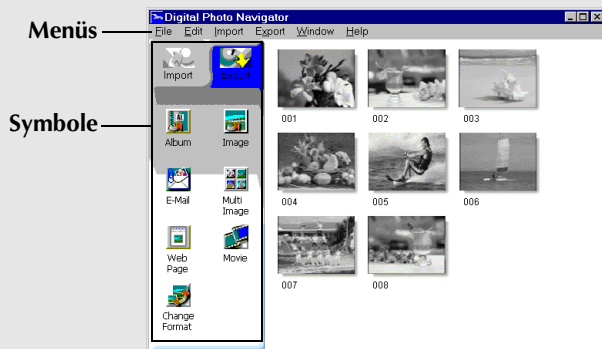 Digital Photo Navigator
Menüs
File Edit Import Export Window Help
Import Export
001 002 003
Symbole
Album Image
E-Mail Multi Image
004 005 006
Web Page Movie
007 008
Change Format